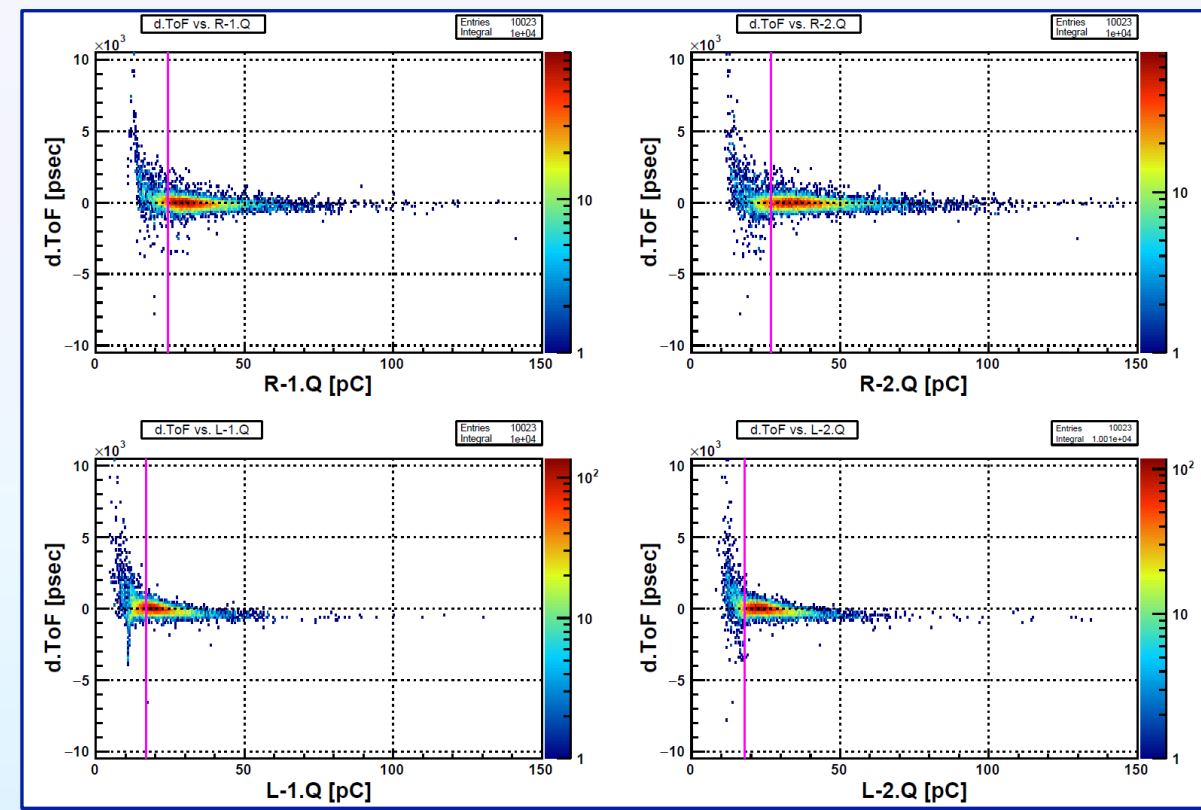 d.ToF vs. R-1.Q
Entries 10023
Integral 1e+04
×10³
d.ToF [psec]
10
5
0
−5
−10
0 50 100 150
R-1.Q [pC]
10
1
d.ToF vs. R-2.Q
Entries 10023
Integral 1e+04
×10³
d.ToF [psec]
10
5
0
−5
−10
0 50 100 150
R-2.Q [pC]
10
1
d.ToF vs. L-1.Q
Entries 10023
Integral 1e+04
×10³
d.ToF [psec]
10
5
0
−5
−10
0 50 100 150
L-1.Q [pC]
10²
10
1
d.ToF vs. L-2.Q
Entries 10023
Integral 1.001e+04
×10³
d.ToF [psec]
10
5
0
−5
−10
0 50 100 150
L-2.Q [pC]
10²
10
1